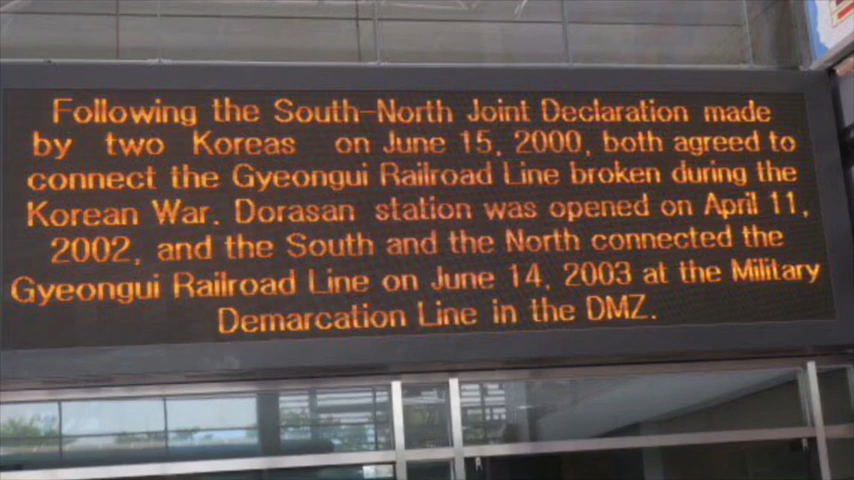 Following the South-North Joint Declaration made
by two Koreas on June 15, 2000, both agreed to
connect the Gyeongui Railroad Line broken during the
Korean War. Dorasan station was opened on April 11,
2002, and the South and the North connected the
Gyeongui Railroad Line on June 14, 2003 at the Military
Demarcation Line in the DMZ.